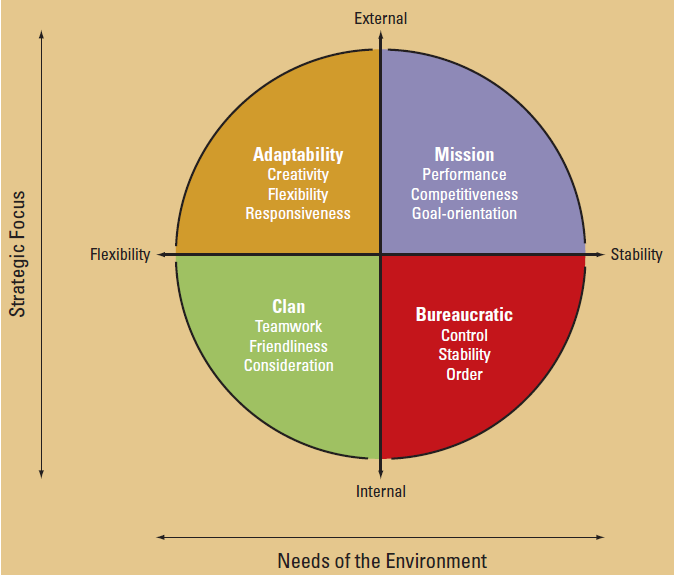 External
Adaptability
Creativity
Flexibility
Responsiveness
Mission
Performance
Competitiveness
Goal-orientation
Strategic Focus
Flexibility
Stability
Clan
Teamwork
Friendliness
Consideration
Bureaucratic
Control
Stability
Order
Internal
Needs of the Environment